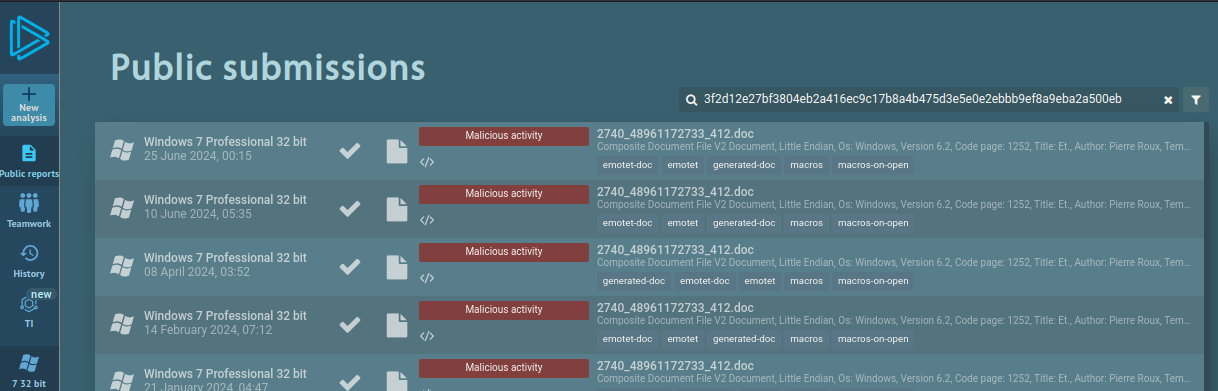 Public submissions
3f2d12e27bf3804eb2a416ec9c17b8a4b475d3e5e0e2ebbb9ef8a9eba2a500eb
New
analysis
Public reports
Teamwork
History
new
TI
7 32 bit
Windows 7 Professional 32 bit
25 June 2024, 00:15
Malicious activity
</>
2740_48961172733_412.doc
Composite Document File V2 Document, Little Endian, Os: Windows, Version 6.2, Code page: 1252, Title: Et., Author: Pierre Roux, Tem...
emotet-doc emotet generated-doc macros macros-on-open
Windows 7 Professional 32 bit
10 June 2024, 05:35
Malicious activity
</>
2740_48961172733_412.doc
Composite Document File V2 Document, Little Endian, Os: Windows, Version 6.2, Code page: 1252, Title: Et., Author: Pierre Roux, Tem...
emotet-doc emotet generated-doc macros macros-on-open
Windows 7 Professional 32 bit
08 April 2024, 03:52
Malicious activity
</>
2740_48961172733_412.doc
Composite Document File V2 Document, Little Endian, Os: Windows, Version 6.2, Code page: 1252, Title: Et., Author: Pierre Roux, Tem...
generated-doc emotet-doc emotet macros macros-on-open
Windows 7 Professional 32 bit
14 February 2024, 07:12
Malicious activity
</>
2740_48961172733_412.doc
Composite Document File V2 Document, Little Endian, Os: Windows, Version 6.2, Code page: 1252, Title: Et., Author: Pierre Roux, Tem...
emotet-doc emotet generated-doc macros macros-on-open
Windows 7 Professional 32 bit
21 January 2024, 04:47
Malicious activity
</>
2740_48961172733_412.doc
Composite Document File V2 Document, Little Endian, Os: Windows, Version 6.2, Code page: 1252, Title: Et., Author: Pierre Roux, Tem...